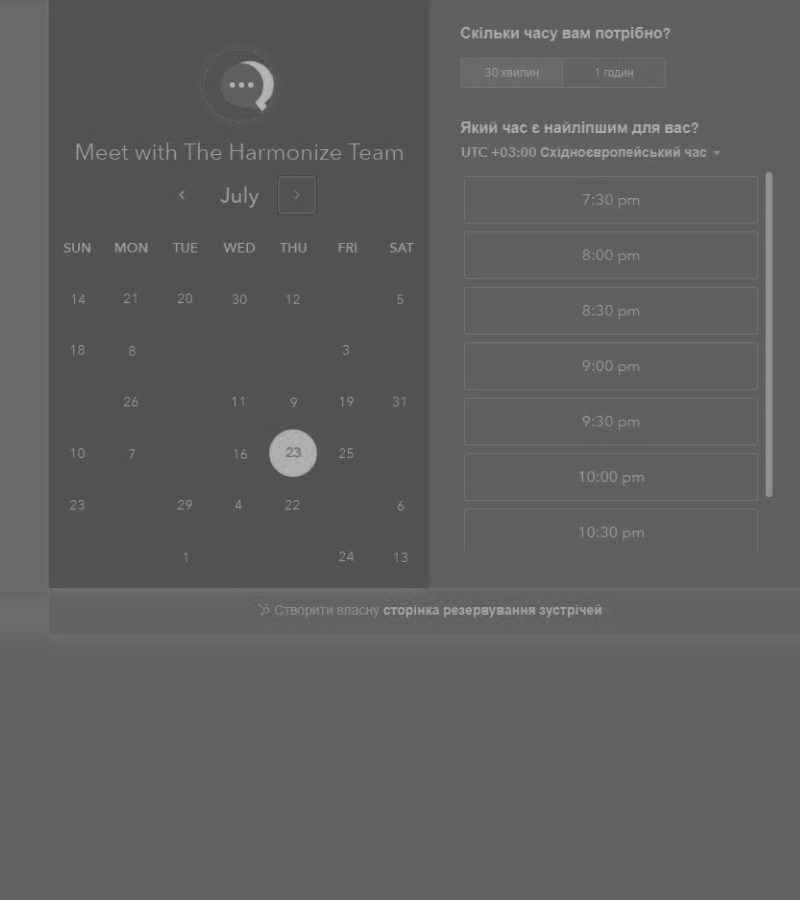 Meet with The Harmonize Team
July
SUN MON TUE WED THU FRI SAT
14 21 20 30 12 5
18 8 3
26 11 9 19 31
10 7 16 23 25
23 29 4 22 6
1 24 13
Скільки часу вам потрібно?
30 хвилин 1 годин
Який час є найліпшим для вас?
UTC +03:00 Східноєвропейський час
7:30 pm
8:00 pm
8:30 pm
9:00 pm
9:30 pm
10:00 pm
10:30 pm
Створити власну сторінка резервування зустрічей